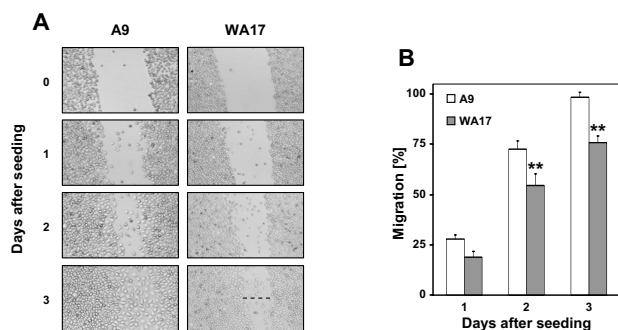 A
A9
WA17
0
1
2
3
Days after seeding
B
100
75
50
25
0
Migration [%]
A9
WA17
**
**
1
2
3
Days after seeding